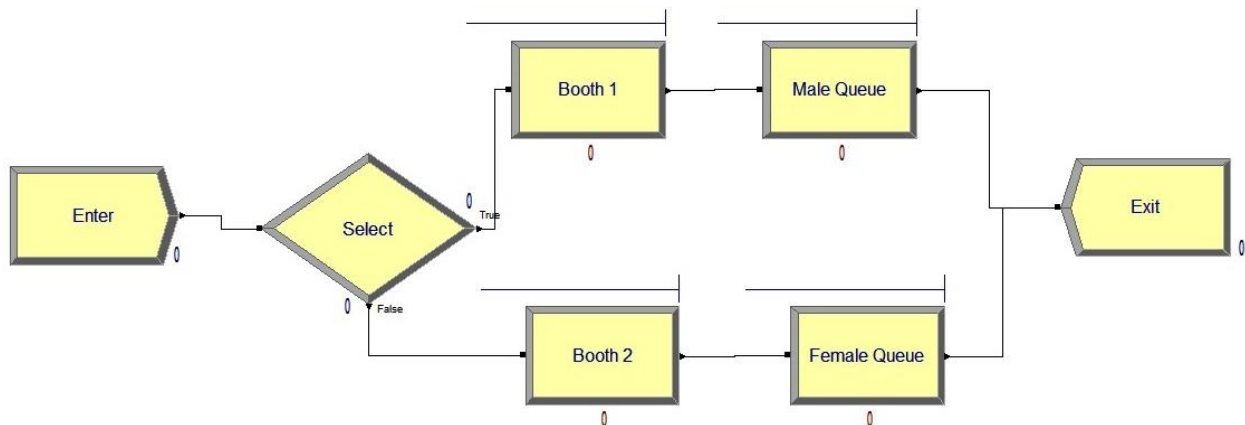 Enter
0
Select
0
True
0
False
Booth 1
0
Male Queue
0
Booth 2
0
Female Queue
0
Exit
0